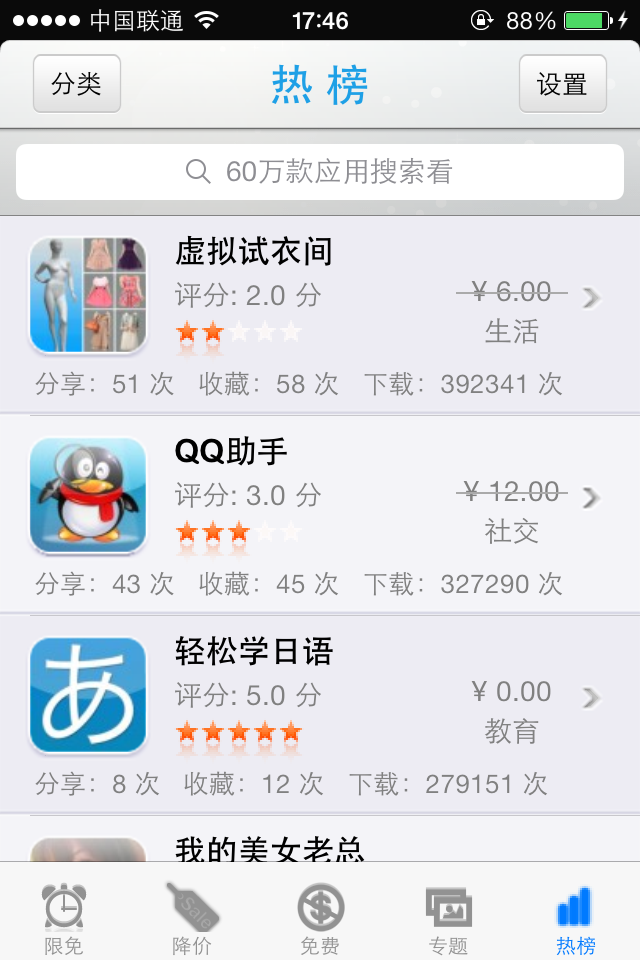 中国联通 17:46 88%
分类 热榜 设置
60万款应用搜索看
虚拟试衣间
评分: 2.0 分 ¥ 6.00
生活
分享: 51 次 收藏: 58 次 下载: 392341 次
QQ助手
评分: 3.0 分 ¥ 12.00
社交
分享: 43 次 收藏: 45 次 下载: 327290 次
あ
轻松学日语
评分: 5.0 分 ¥ 0.00
教育
分享: 8 次 收藏: 12 次 下载: 279151 次
我的美女老总
Sale
限免 降价 免费 专题 热榜